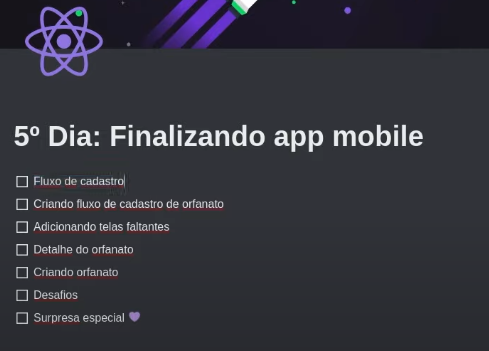 5º Dia: Finalizando app mobile
Fluxo de cadastro
Criando fluxo de cadastro de orfanato
Adicionando telas faltantes
Detalhe do orfanato
Criando orfanato
Desafios
Surpresa especial 💜